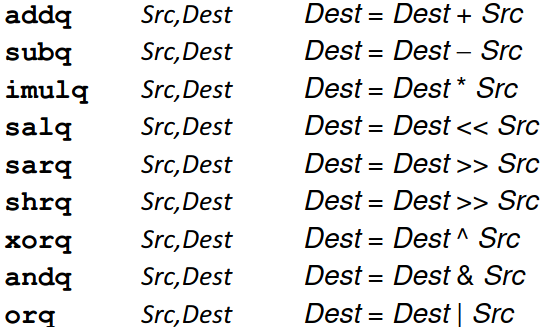 addq Src,Dest Dest = Dest + Src
subq Src,Dest Dest = Dest − Src
imulq Src,Dest Dest = Dest * Src
salq Src,Dest Dest = Dest << Src
sarq Src,Dest Dest = Dest >> Src
shrq Src,Dest Dest = Dest >> Src
xorq Src,Dest Dest = Dest ^ Src
andq Src,Dest Dest = Dest & Src
orq Src,Dest Dest = Dest | Src